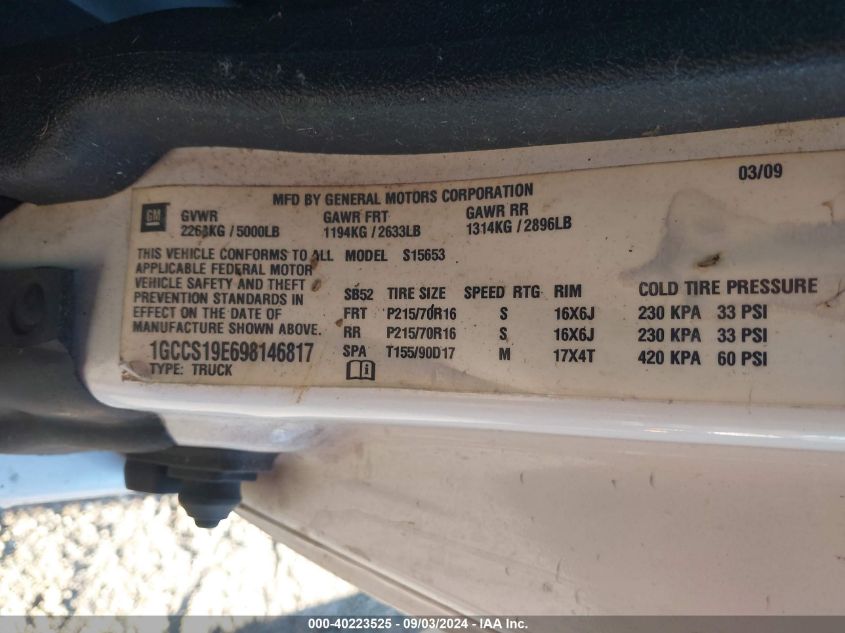 03/09
MFD BY GENERAL MOTORS CORPORATION
GM
GVWR GAWR FRT GAWR RR
2268KG / 5000LB 1194KG / 2633LB 1314KG / 2896LB
THIS VEHICLE CONFORMS TO ALL MODEL S15653
APPLICABLE FEDERAL MOTOR
VEHICLE SAFETY AND THEFT
PREVENTION STANDARDS IN
EFFECT ON THE DATE OF
MANUFACTURE SHOWN ABOVE.
1GCCS19E698146817
TYPE: TRUCK
SB52 TIRE SIZE SPEED RTG RIM COLD TIRE PRESSURE
FRT P215/70R16 S 16X6J 230 KPA 33 PSI
RR P215/70R16 S 16X6J 230 KPA 33 PSI
SPA T155/90D17 M 17X4T 420 KPA 60 PSI
000-40223525 - 09/03/2024 - 1156 - IAA Inc.